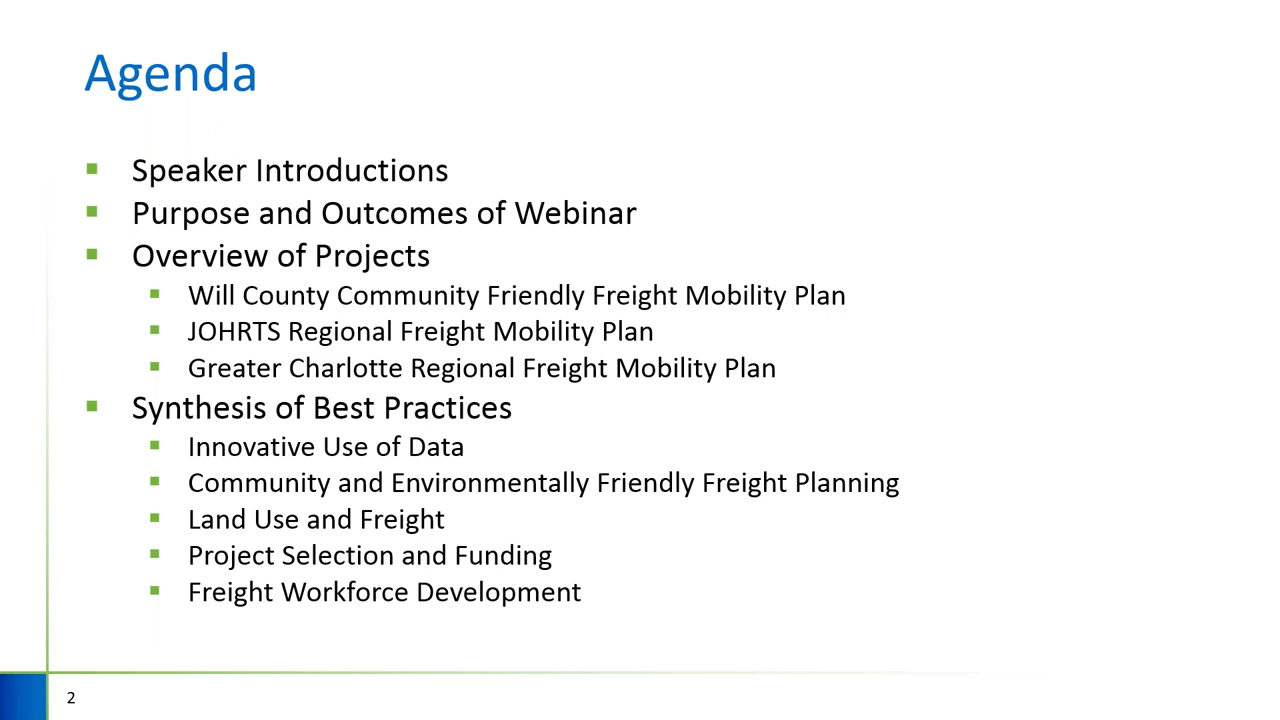 Agenda
Speaker Introductions
Purpose and Outcomes of Webinar
Overview of Projects
Will County Community Friendly Freight Mobility Plan
JOHRTS Regional Freight Mobility Plan
Greater Charlotte Regional Freight Mobility Plan
Synthesis of Best Practices
Innovative Use of Data
Community and Environmentally Friendly Freight Planning
Land Use and Freight
Project Selection and Funding
Freight Workforce Development
2